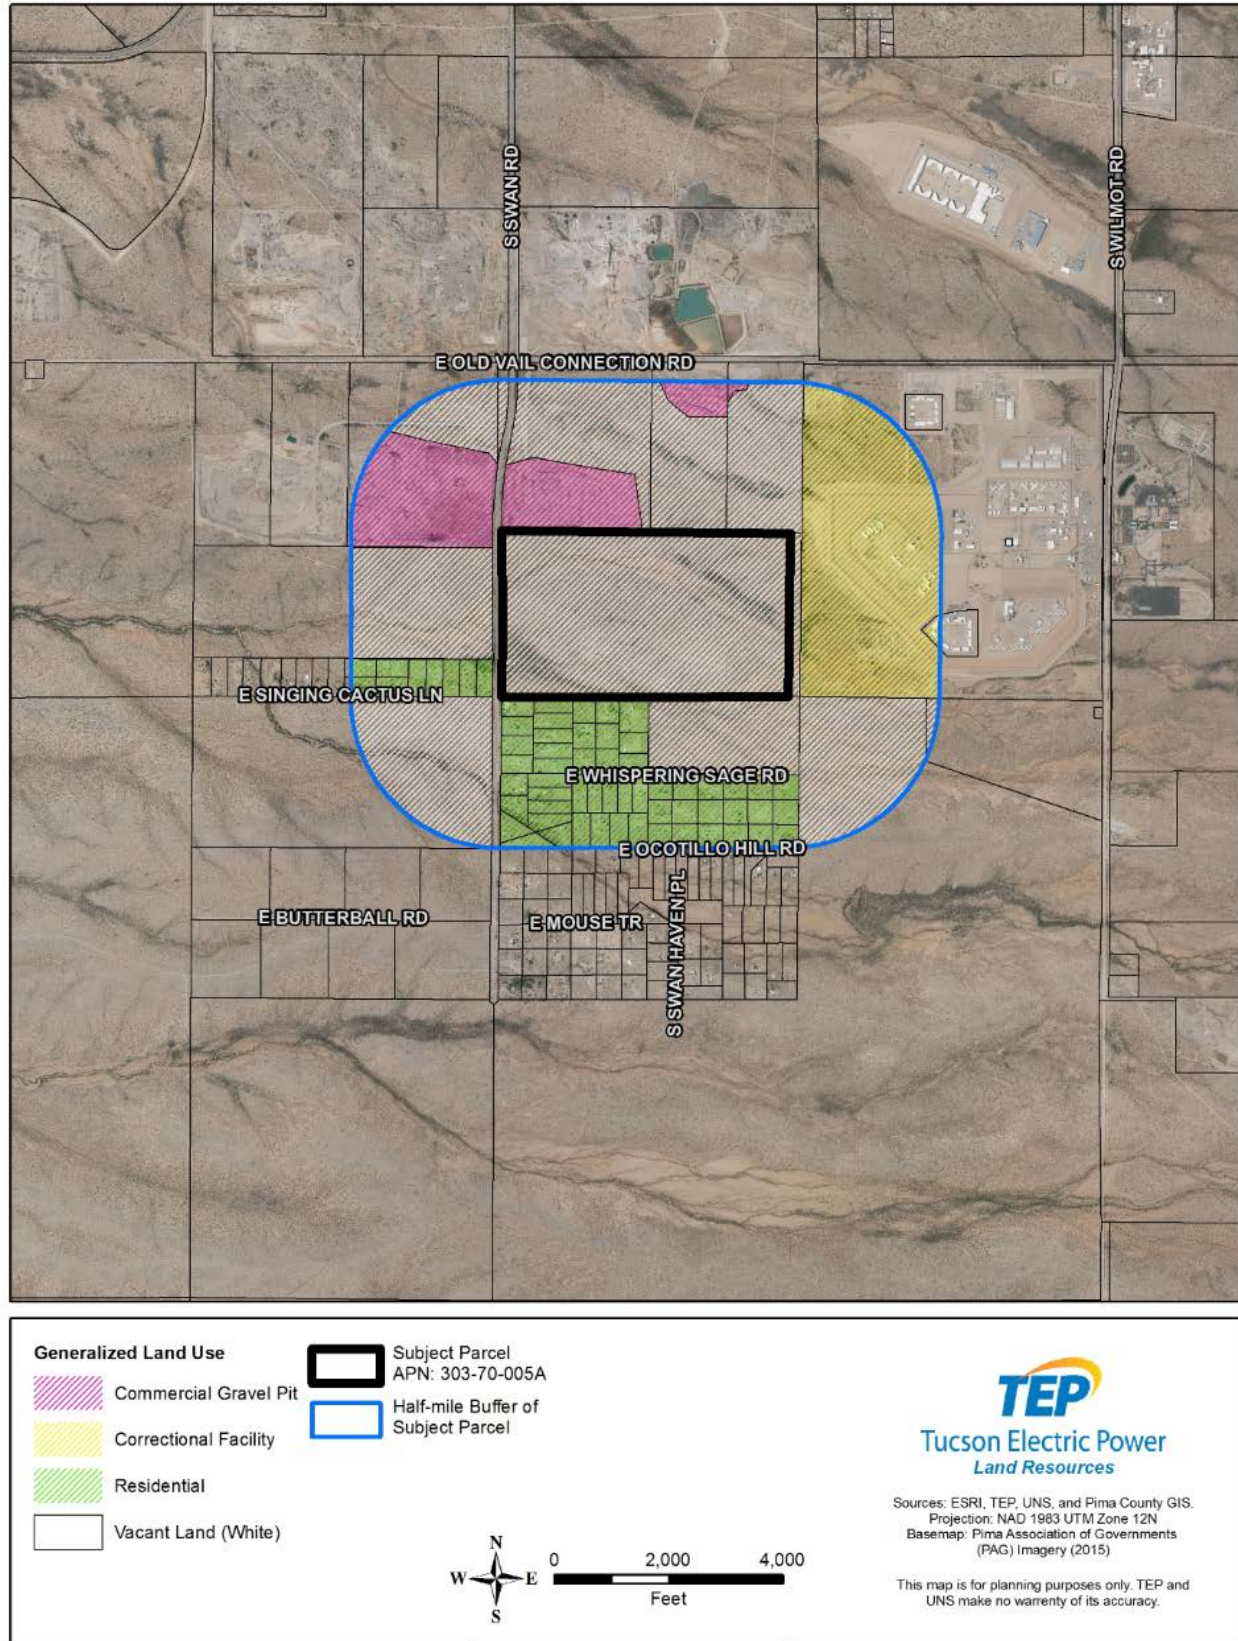 S SWAN RD
S WILMOT RD
E OLD VAIL CONNECTION RD
E SINGING CACTUS LN
E WHISPERING SAGE RD
E OCOTILLO HILL RD
E BUTTERBALL RD
E MOUSE TR
S SWAN HAVEN PL
Generalized Land Use
Commercial Gravel Pit
Correctional Facility
Residential
Vacant Land (White)
Subject Parcel
APN: 303-70-005A
Half-mile Buffer of
Subject Parcel
N
W E
S
0 2,000 4,000
Feet
TEP
Tucson Electric Power
Land Resources
Sources: ESRI, TEP, UNS, and Pima County GIS.
Projection: NAD 1983 UTM Zone 12N
Basemap: Pima Association of Governments
(PAG) Imagery (2015)
This map is for planning purposes only. TEP and
UNS make no warrenty of its accuracy.